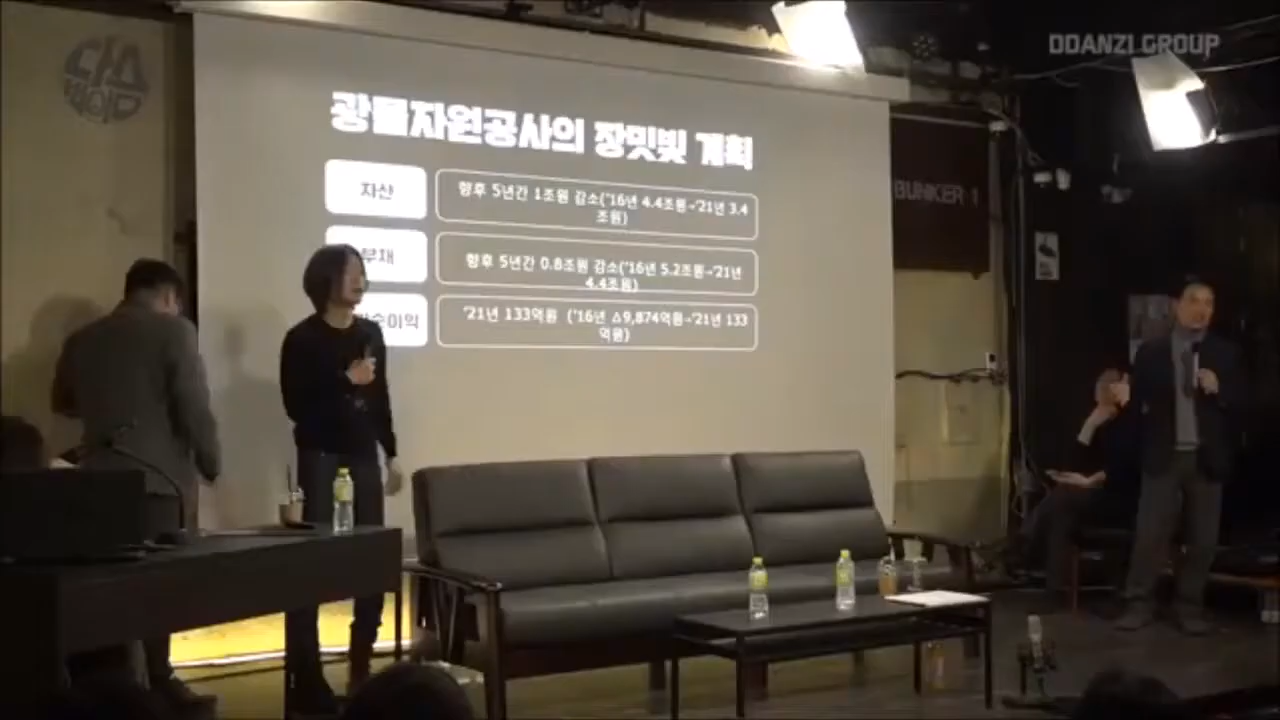 DDANZI GROUP
광물자원공사의 장밋빛 계획
자산
향후 5년간 1조원 감소('16년 4.4조원→'21년 3.4
조원)
부채
향후 5년간 0.8조원 감소('16년 5.2조원→'21년
4.4조원)
순이익
'21년 133억원 ('16년 △9,874억원→'21년 133
억원)
BUNKER 1